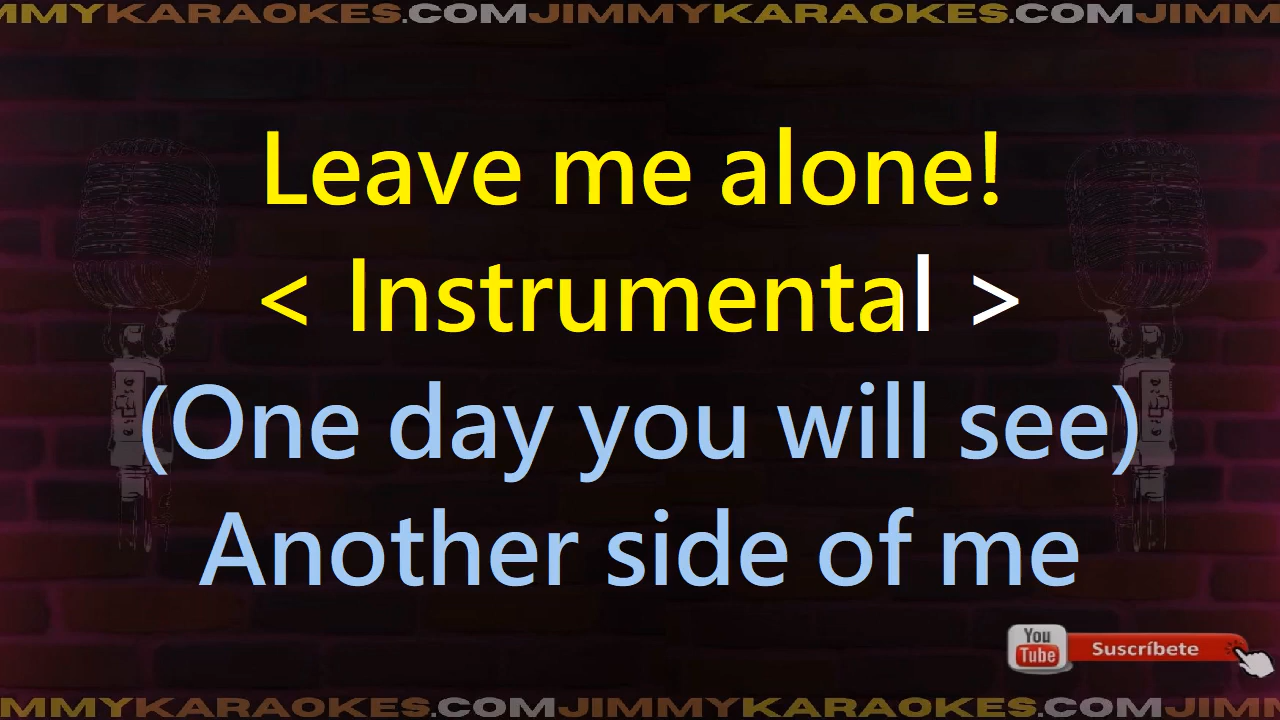 JIMMYKARAOKES.COMJIMMYKARAOKES.COMJIMM
Leave me alone!
< Instrumental >
(One day you will see)
Another side of me
You
Tube
Suscríbete
MMYKARAOKES.COMJIMMYKARAOKES.COMJIMM